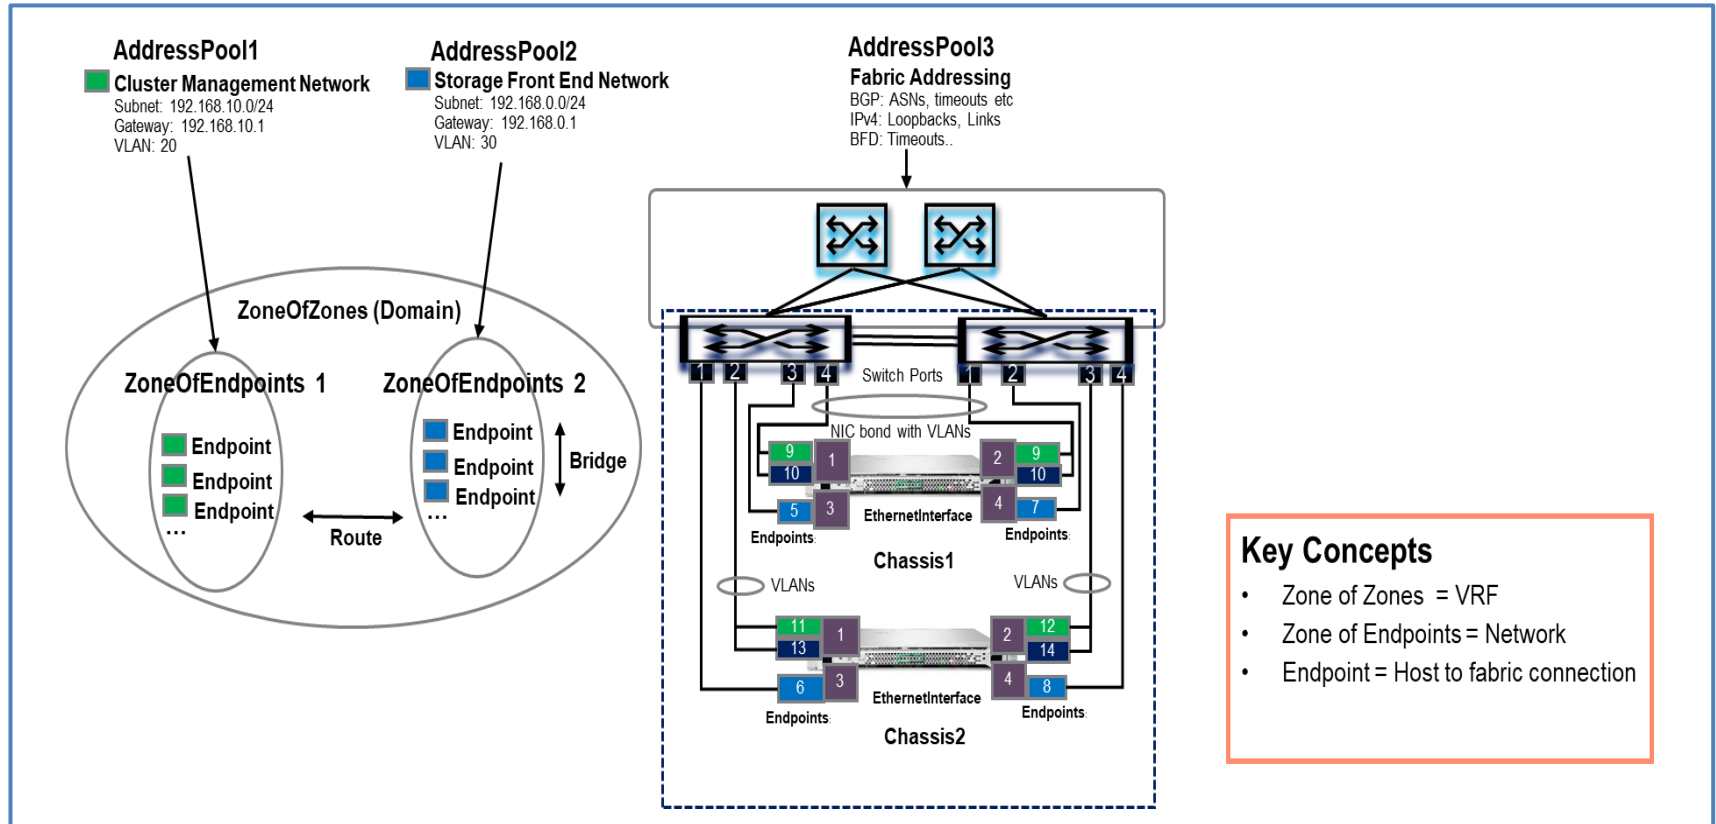 AddressPool1
Cluster Management Network
Subnet: 192.168.10.0/24
Gateway: 192.168.10.1
VLAN: 20
AddressPool2
Storage Front End Network
Subnet: 192.168.0.0/24
Gateway: 192.168.0.1
VLAN: 30
AddressPool3
Fabric Addressing
BGP: ASNs, timeouts etc
IPv4: Loopbacks, Links
BFD: Timeouts..
ZoneOfZones (Domain)
ZoneOfEndpoints 1
Endpoint
Endpoint
Endpoint
...
ZoneOfEndpoints 2
Endpoint
Endpoint
Endpoint
...
Bridge
Route
1 2 3 4
Switch Ports
1 2 3 4
NIC bond with VLANs
9 1 2 9
10 10
5 3 4 7
EthernetInterface
Endpoints:
Endpoints:
Chassis1
VLANs
VLANs
11 1 2 12
13 14
6 3 4 8
EthernetInterface
Endpoints:
Endpoints:
Chassis2
Key Concepts
• Zone of Zones = VRF
• Zone of Endpoints = Network
• Endpoint = Host to fabric connection